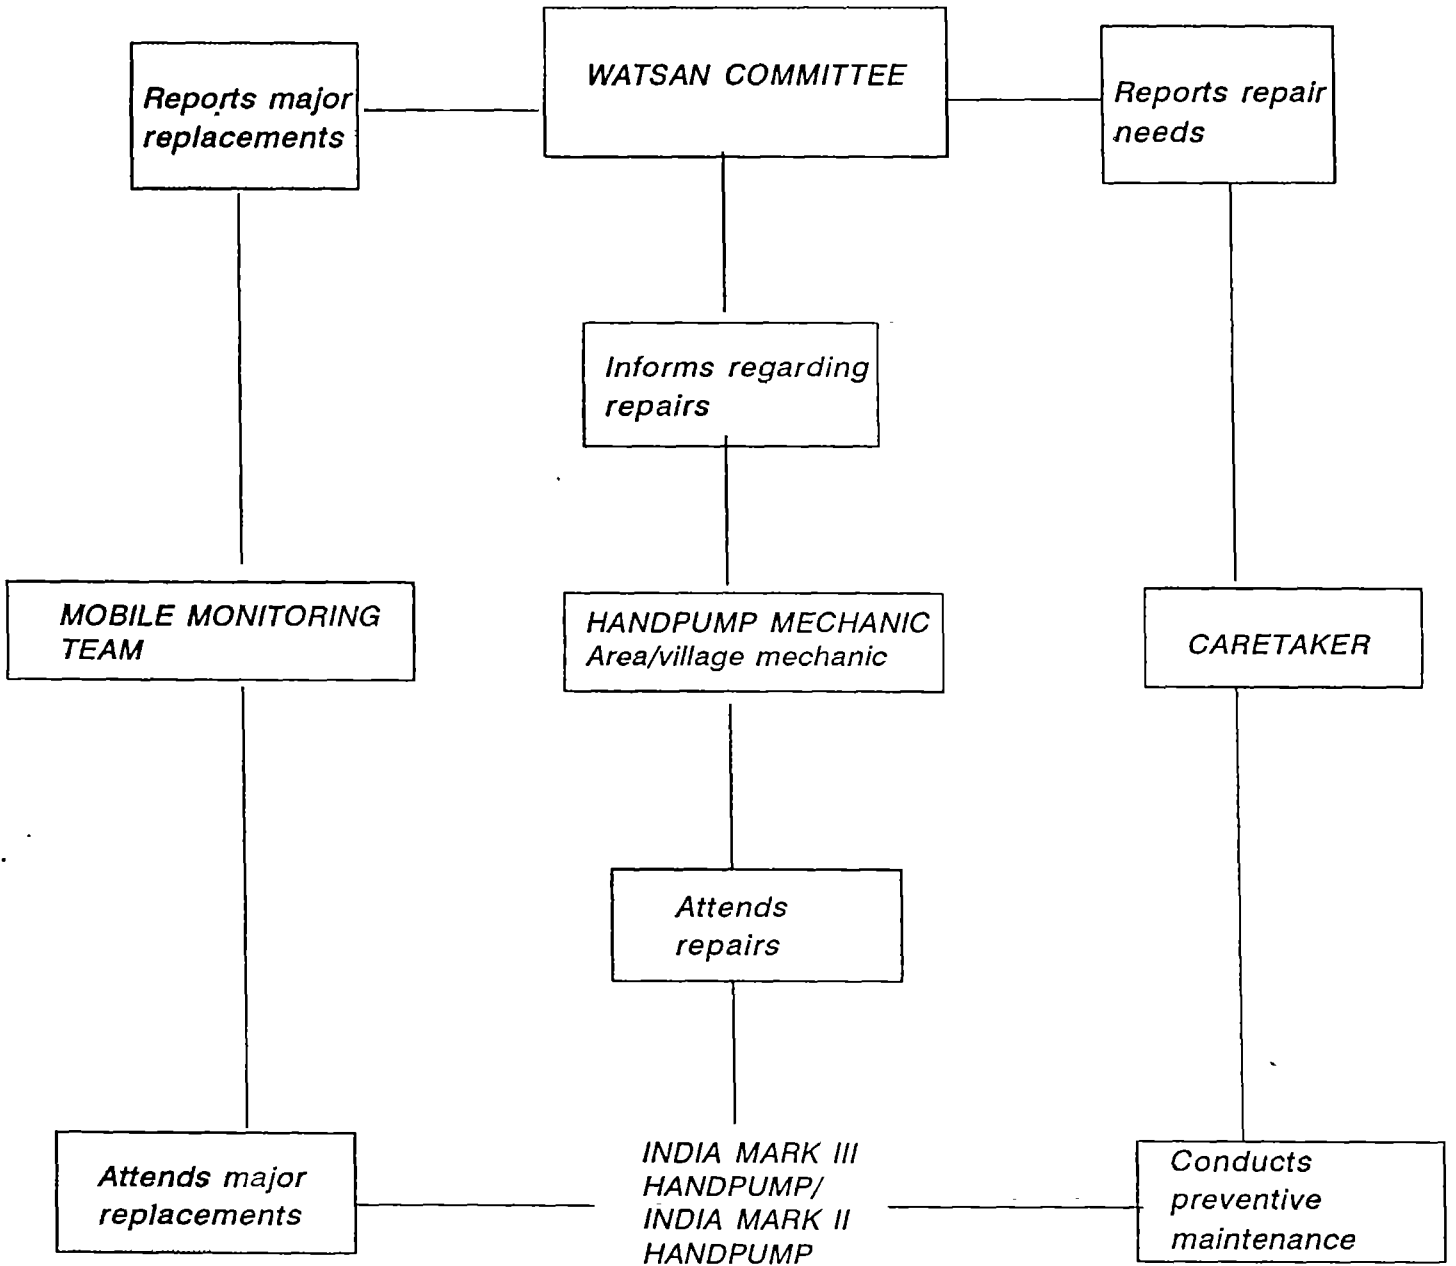 WATSAN COMMITTEE
Reports major
replacements
Reports repair
needs
Informs regarding
repairs
MOBILE MONITORING
TEAM
HANDPUMP MECHANIC
Area/village mechanic
CARETAKER
Attends
repairs
Attends major
replacements
INDIA MARK III
HANDPUMP/
INDIA MARK II
HANDPUMP
Conducts
preventive
maintenance